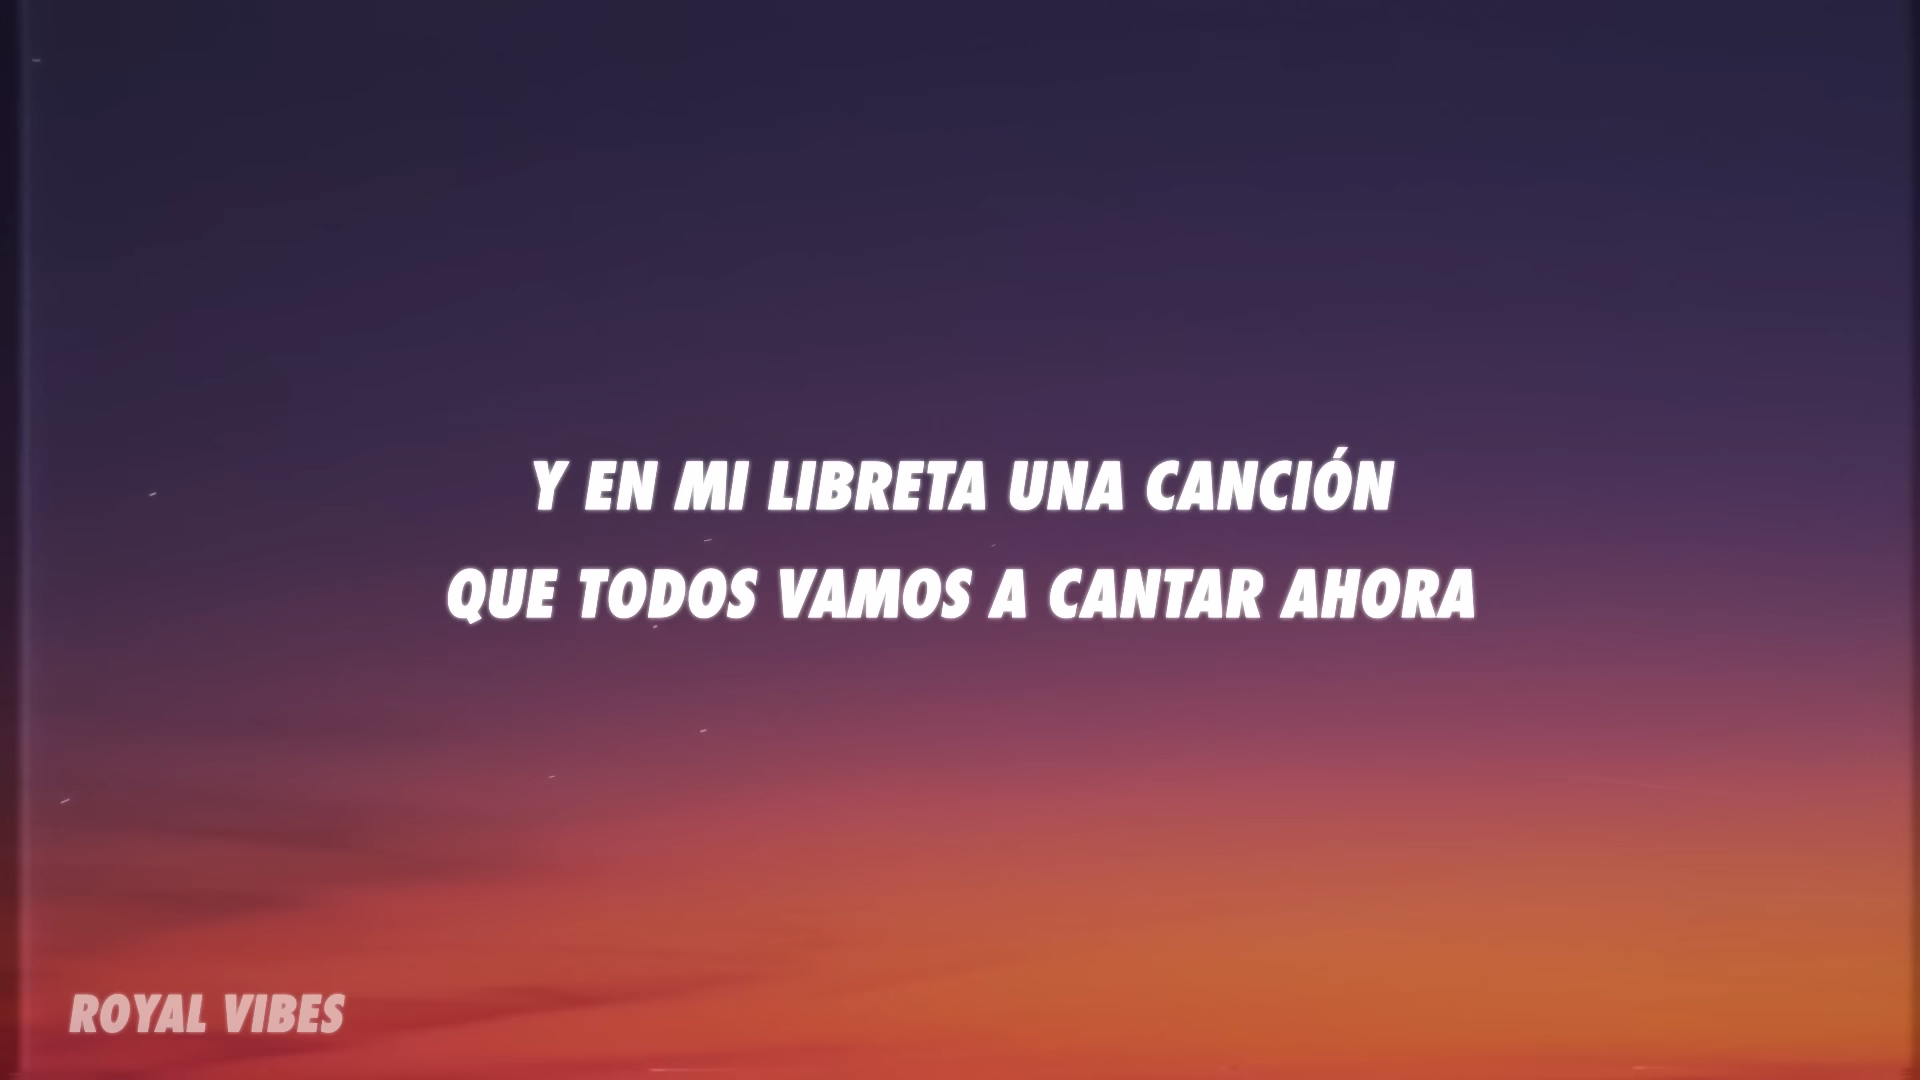 Y EN MI LIBRETA UNA CANCIÓN
QUE TODOS VAMOS A CANTAR AHORA
ROYAL VIBES